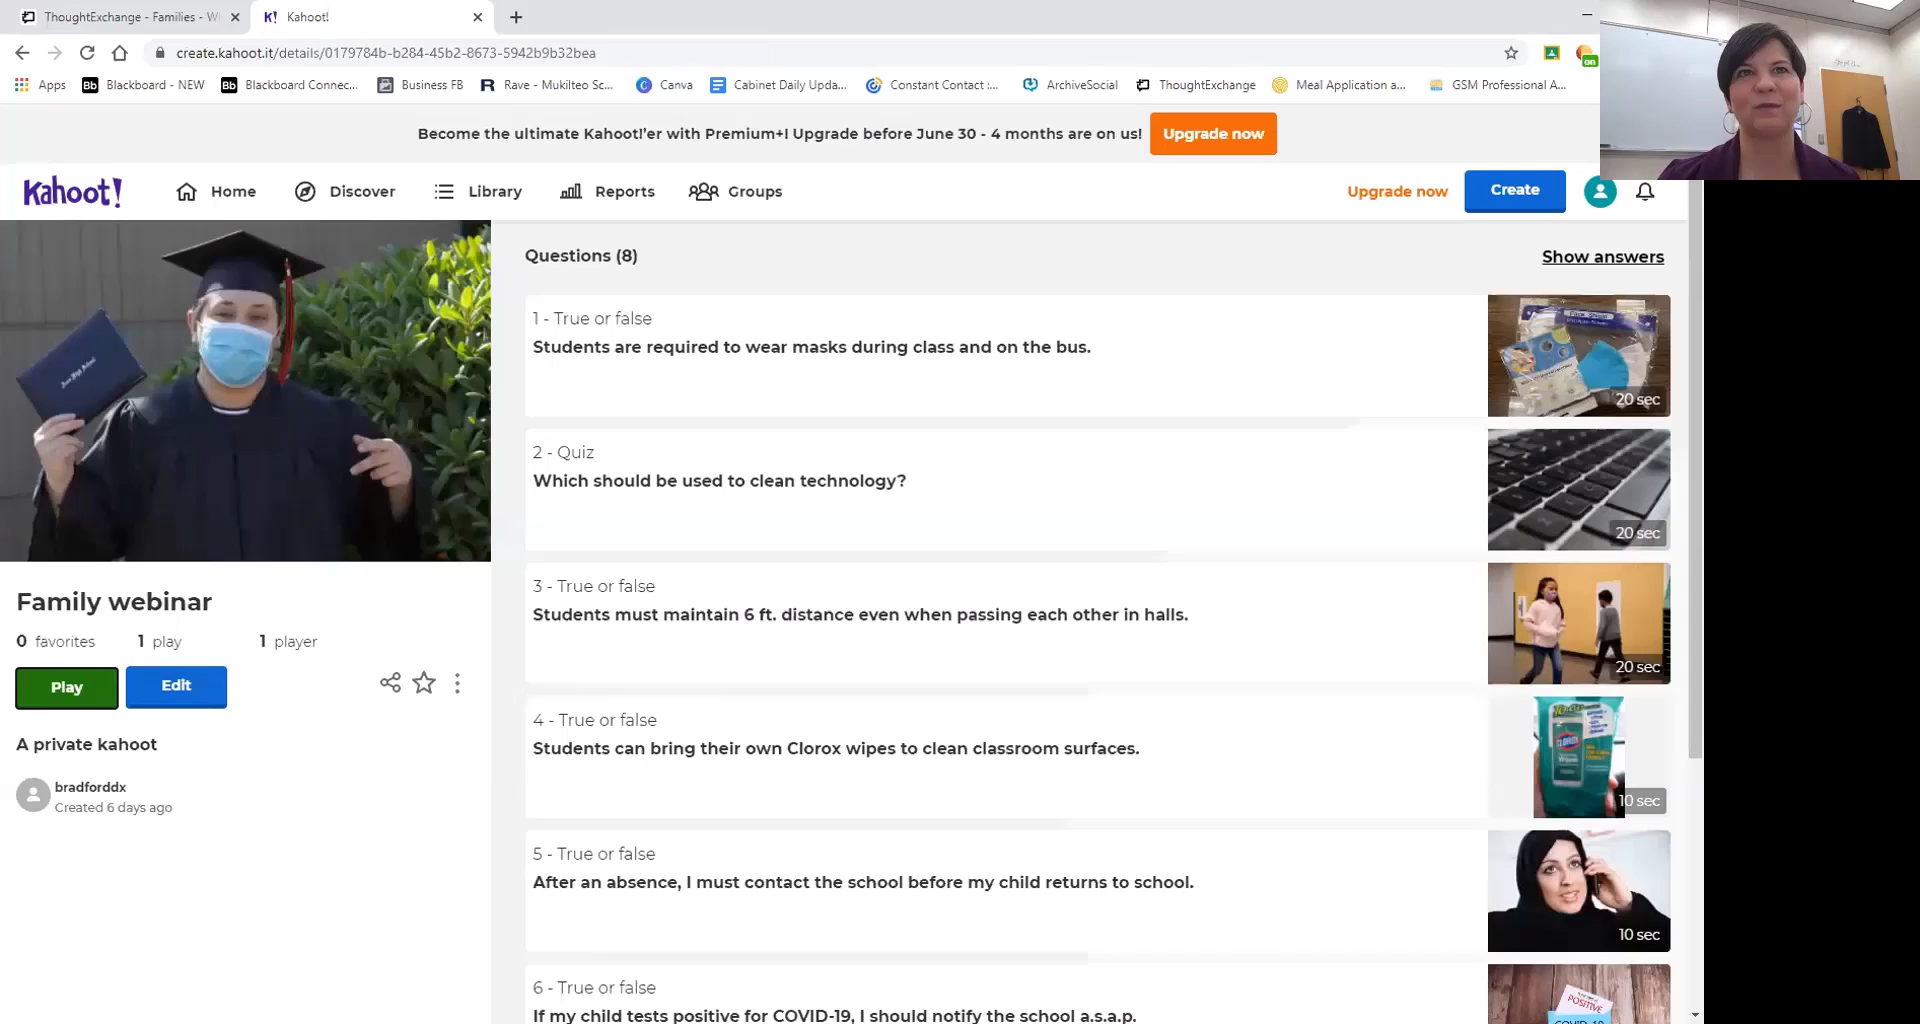 ThoughtExchange - Families - W
K! Kahoot!
create.kahoot.it/details/0179784b-b284-45b2-8673-5942b9b32bea
on
Apps
Bb Blackboard - NEW
Bb Blackboard Connec...
Business FB
R Rave - Mukilteo Sc...
C Canva
Cabinet Daily Upda...
Constant Contact :...
ArchiveSocial
ThoughtExchange
Meal Application a...
GSM Professional A...
Become the ultimate Kahoot!'er with Premium+! Upgrade before June 30 - 4 months are on us!
Upgrade now
Kahoot!
Home
Discover
Library
Reports
Groups
Upgrade now
Create
Family webinar
0 favorites
1 play
1 player
Play
Edit
A private kahoot
bradforddx
Created 6 days ago
Questions (8)
Show answers
1 - True or false
Students are required to wear masks during class and on the bus.
20 sec
2 - Quiz
Which should be used to clean technology?
20 sec
3 - True or false
Students must maintain 6 ft. distance even when passing each other in halls.
20 sec
4 - True or false
Students can bring their own Clorox wipes to clean classroom surfaces.
CLOROX
10 sec
5 - True or false
After an absence, I must contact the school before my child returns to school.
10 sec
6 - True or false
If my child tests positive for COVID-19, I should notify the school a.s.a.p.
POSITIVE
COVID-19